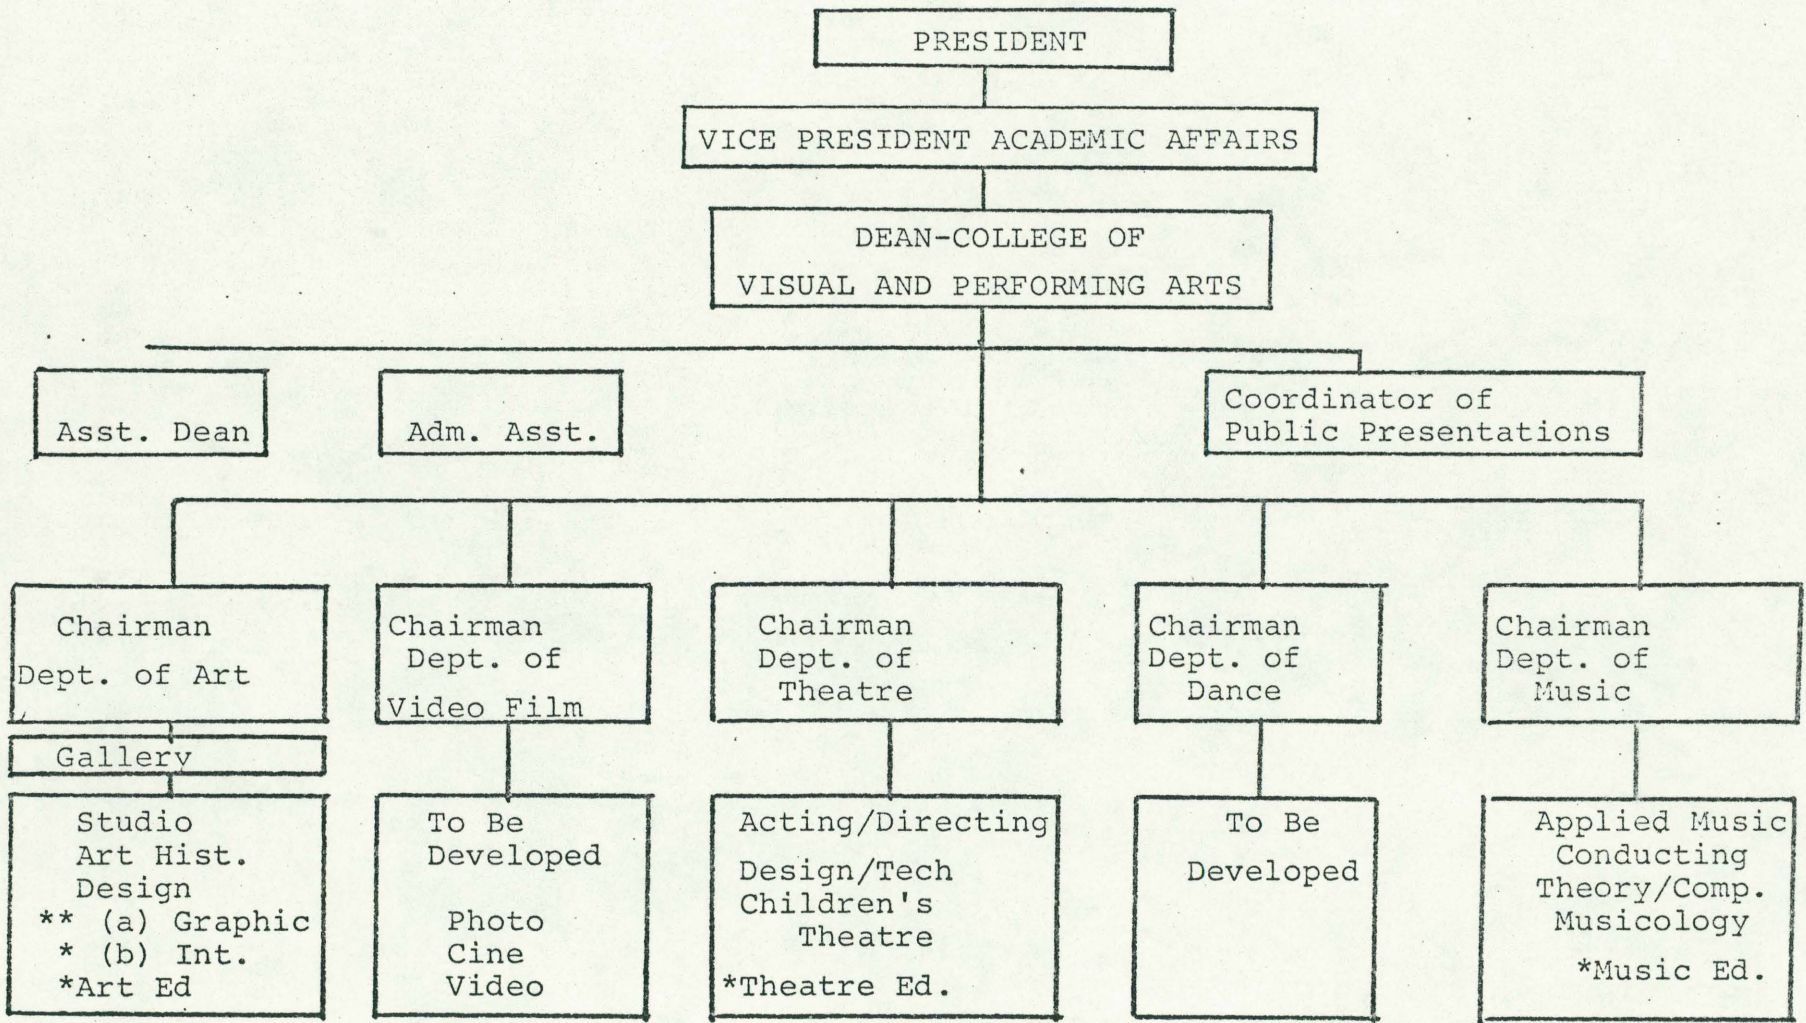 PRESIDENT
VICE PRESIDENT ACADEMIC AFFAIRS
DEAN-COLLEGE OF
VISUAL AND PERFORMING ARTS
Asst. Dean
Adm. Asst.
Coordinator of
Public Presentations
Chairman
Dept. of Art
Gallery
Studio
Art Hist.
Design
** (a) Graphic
* (b) Int.
*Art Ed
Chairman
Dept. of
Video Film
To Be
Developed
Photo
Cine
Video
Chairman
Dept. of
Theatre
Acting/Directing
Design/Tech
Children's
Theatre
*Theatre Ed.
Chairman
Dept. of
Dance
To Be
Developed
Chairman
Dept. of
Music
Applied Music
Conducting
Theory/Comp.
Musicology
*Music Ed.